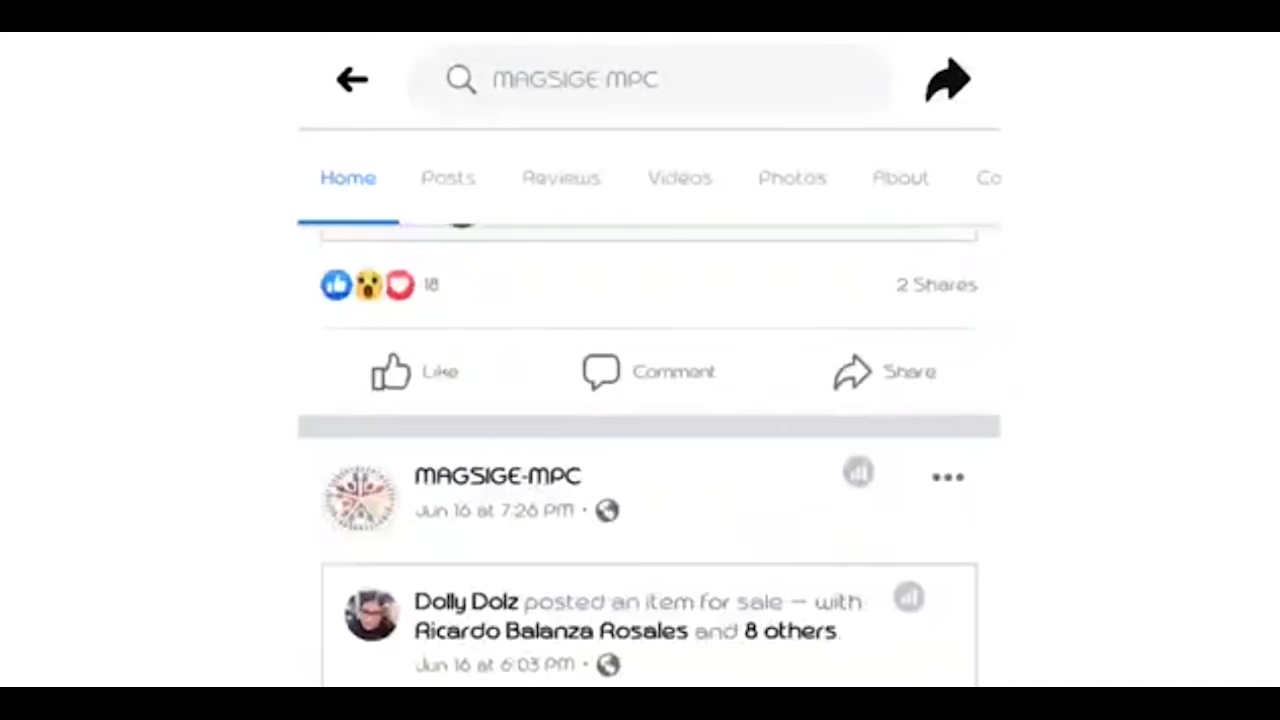 MAGSIGE MPC
Home Posts Reviews Videos Photos About Co
18 2 Shares
Like Comment Share
MAGSIGE-MPC
Jun 16 at 7:26 PM ·
Dolly Dolz posted an item for sale — with
Ricardo Balanza Rosales and 8 others.
Jun 16 at 6:03 PM ·